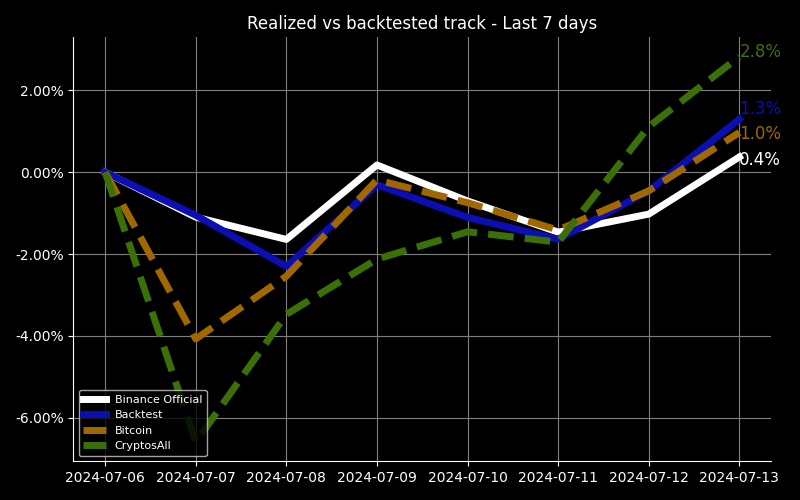 Realized vs backtested track - Last 7 days
2.8%
2.00%
1.3%
1.0%
0.4%
0.00%
-2.00%
-4.00%
-6.00%
Binance Official
Backtest
Bitcoin
CryptosAll
2024-07-06 2024-07-07 2024-07-08 2024-07-09 2024-07-10 2024-07-11 2024-07-12 2024-07-13